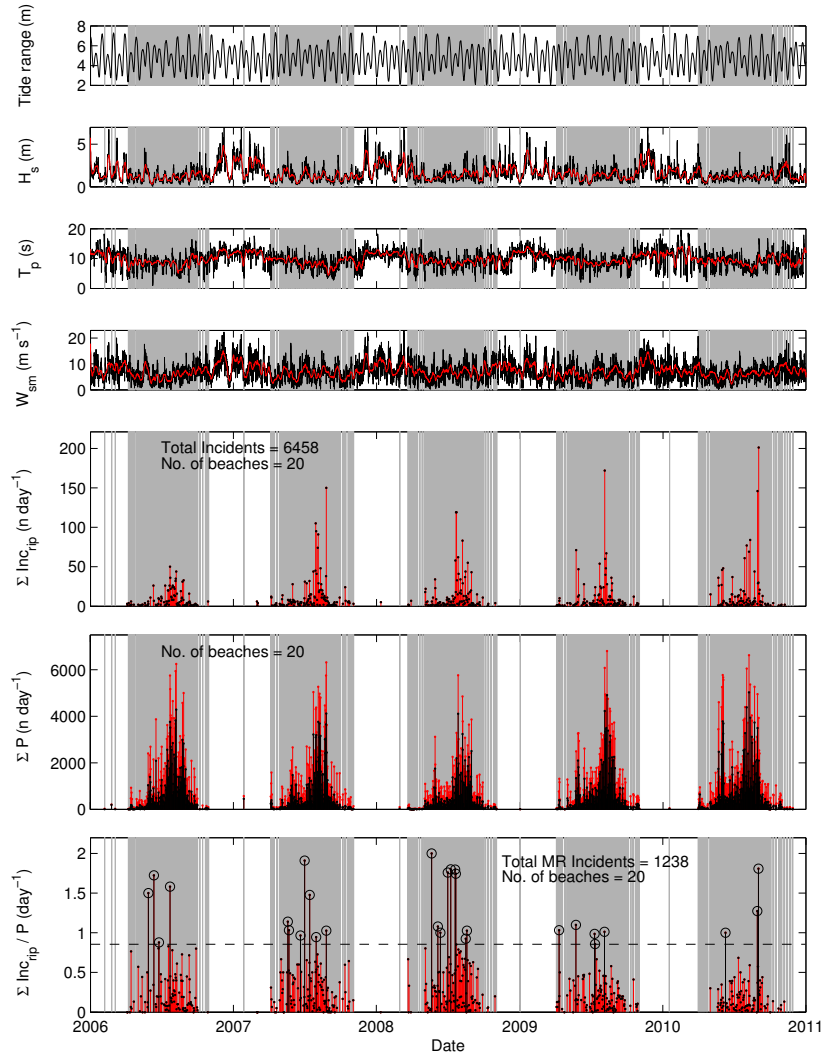 Tide range (m)
8
6
4
2
H_s (m)
5
0
T_p (s)
20
10
0
W_sm (m s⁻¹)
20
10
0
Σ Inc_rip (n day⁻¹)
200
150
100
50
0
Total Incidents = 6458
No. of beaches = 20
Σ P (n day⁻¹)
6000
4000
2000
0
No. of beaches = 20
Σ Inc_rip / P (day⁻¹)
2
1.5
1
0.5
0
Total MR Incidents = 1238
No. of beaches = 20
2006 2007 2008 2009 2010 2011
Date